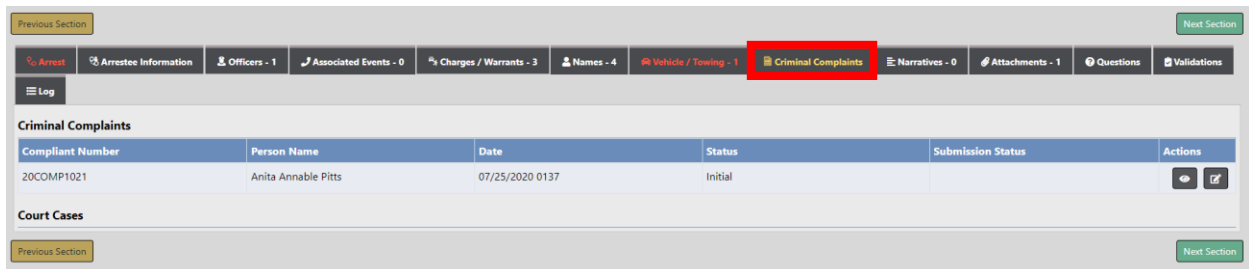 Previous Section Next Section
Arrest Arrestee Information Officers - 1 Associated Events - 0 Charges / Warrants - 3 Names - 4 Vehicle / Towing - 1 Criminal Complaints Narratives - 0 Attachments - 1 Questions Validations
Log
Criminal Complaints
Compliant Number Person Name Date Status Submission Status Actions
20COMP1021 Anita Annable Pitts 07/25/2020 0137 Initial
Court Cases
Previous Section Next Section